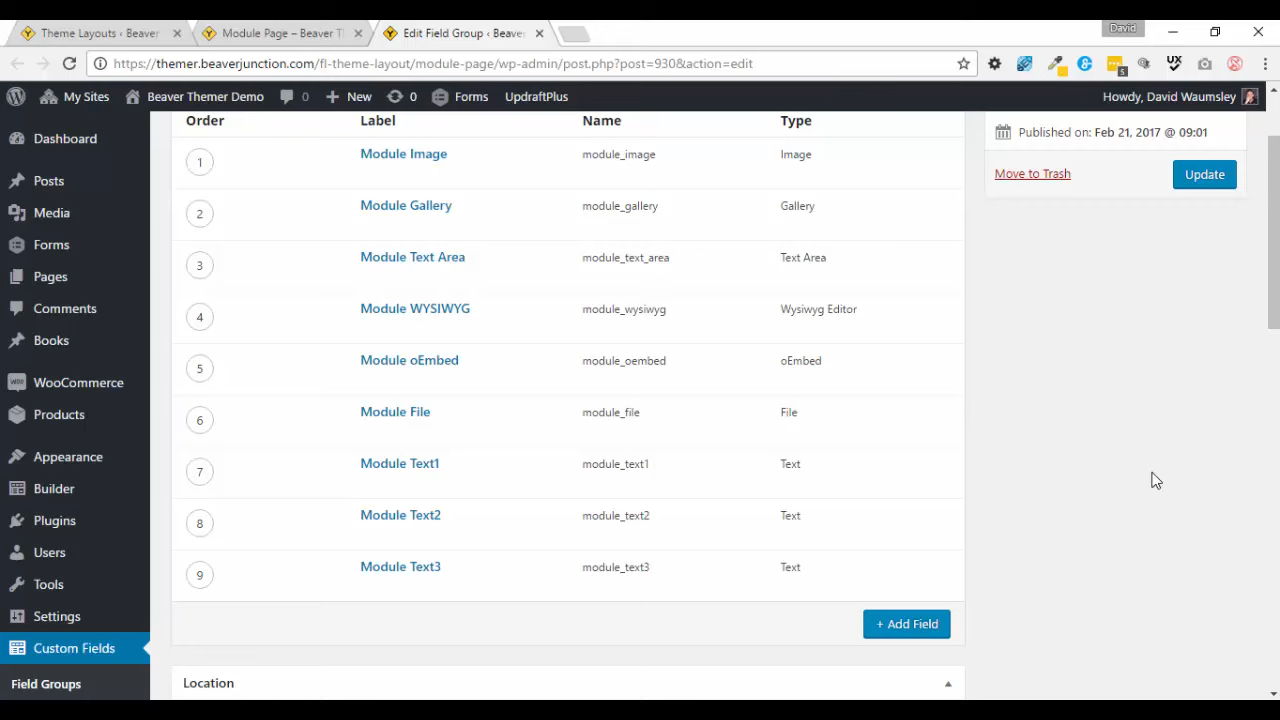 David
Theme Layouts ‹ Beaver
Module Page – Beaver T
Edit Field Group ‹ Beave
https://themer.beaverjunction.com/fl-theme-layout/module-page/wp-admin/post.php?post=930&action=edit
5
UX
My Sites
Beaver Themer Demo
0
New
0
Forms
UpdraftPlus
Howdy, David Waumsley
Dashboard
Posts
Media
Forms
Pages
Comments
Books
WooCommerce
Products
Appearance
Builder
Plugins
Users
Tools
Settings
Custom Fields
Field Groups
Order Label Name Type
1 Module Image module_image Image
2 Module Gallery module_gallery Gallery
3 Module Text Area module_text_area Text Area
4 Module WYSIWYG module_wysiwyg Wysiwyg Editor
5 Module oEmbed module_oembed oEmbed
6 Module File module_file File
7 Module Text1 module_text1 Text
8 Module Text2 module_text2 Text
9 Module Text3 module_text3 Text
+ Add Field
Location
Published on: Feb 21, 2017 @ 09:01
Move to Trash
Update